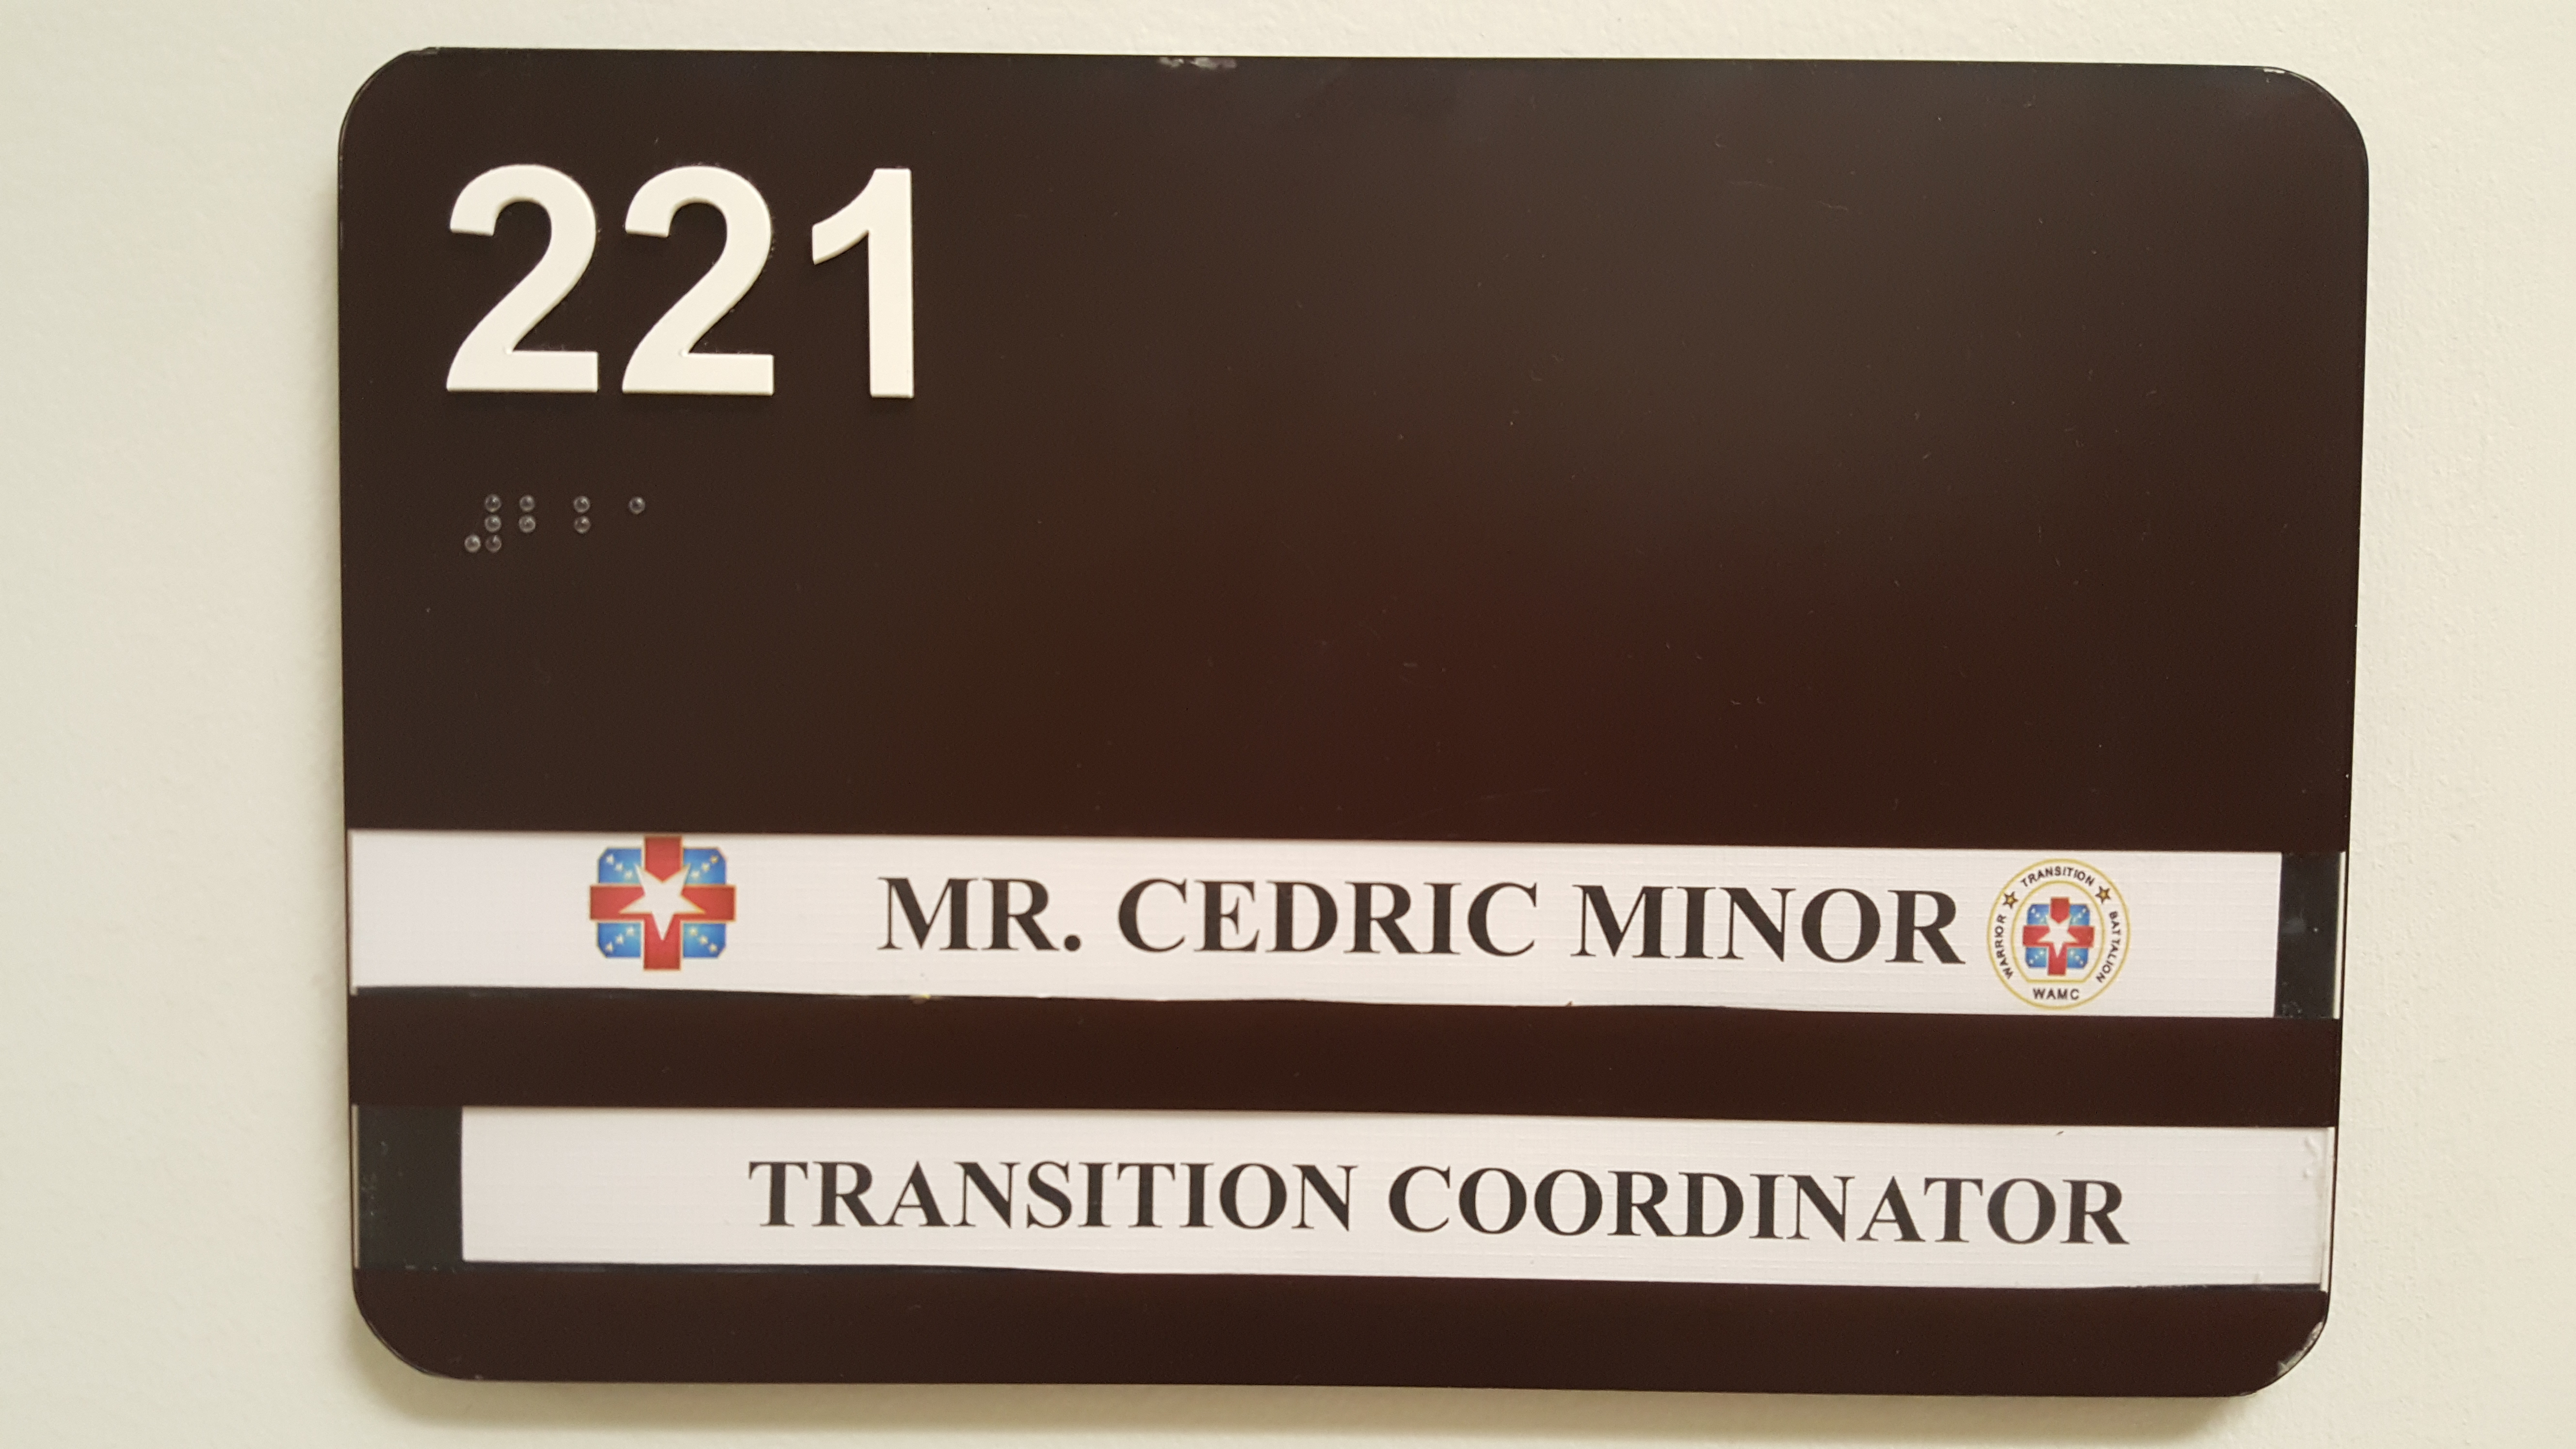 221
⠼⠃⠃⠁
MR. CEDRIC MINOR
WARRIOR TRANSITION BATTALION
WAMC
TRANSITION COORDINATOR